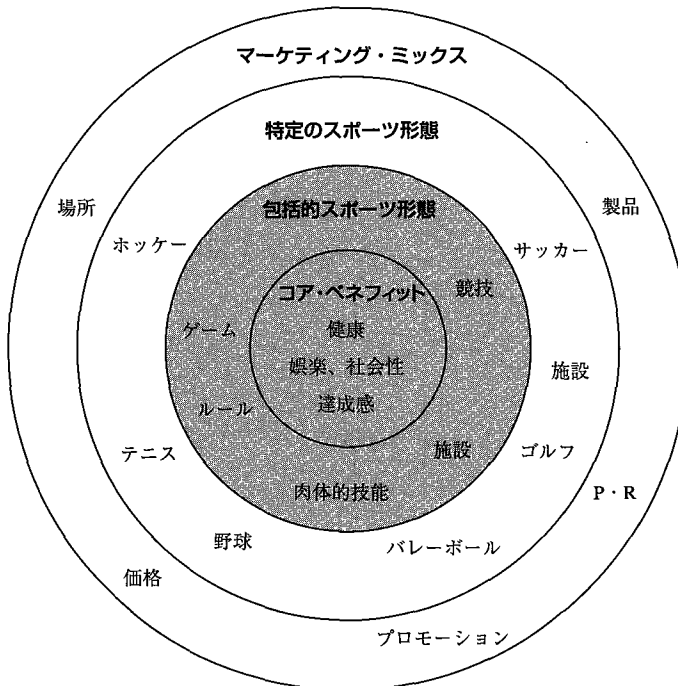 マーケティング・ミックス
特定のスポーツ形態
場所
包括的スポーツ形態
製品
ホッケー
サッカー
コア・ベネフィット
競技
ゲーム
健康
娯楽、社会性
施設
達成感
ルール
テニス
施設
ゴルフ
肉体的技能
P・R
野球
バレーボール
価格
プロモーション